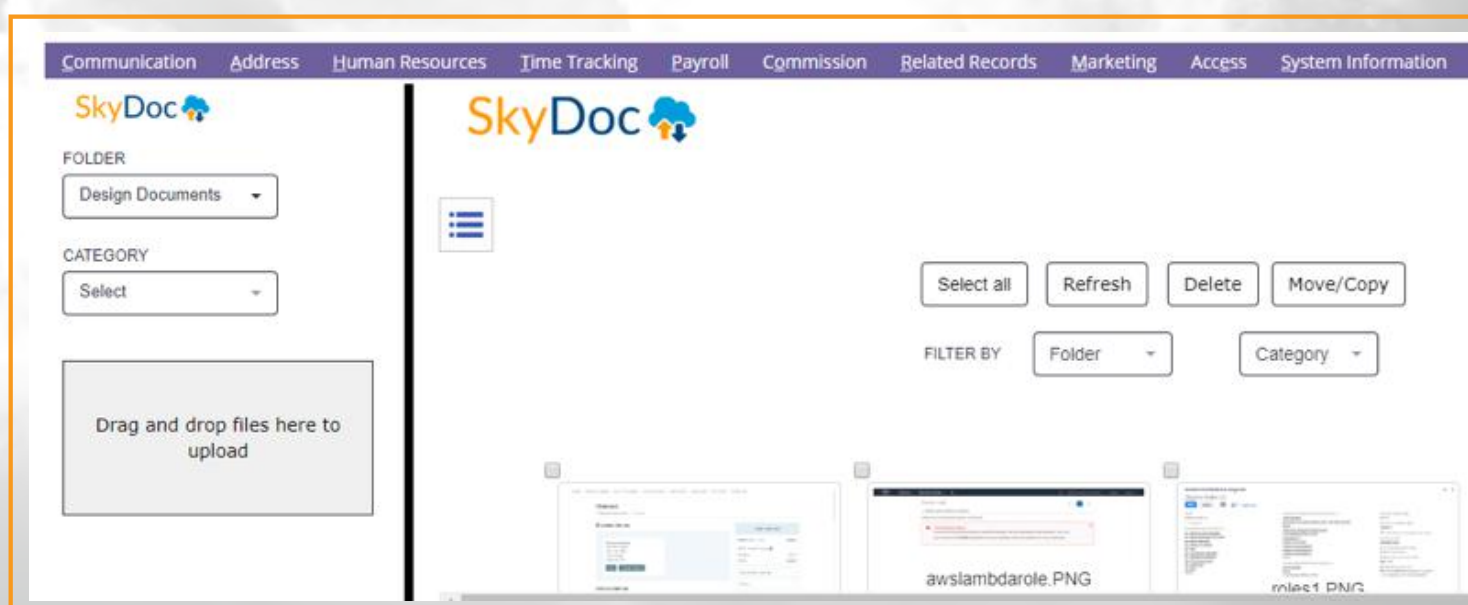 Communication Address Human Resources Time Tracking Payroll Commission Related Records Marketing Access System Information
SkyDoc
FOLDER
Design Documents
CATEGORY
Select
Drag and drop files here to
upload
SkyDoc
Select all Refresh Delete Move/Copy
FILTER BY Folder Category
awslambdarole.PNG
roles1.PNG